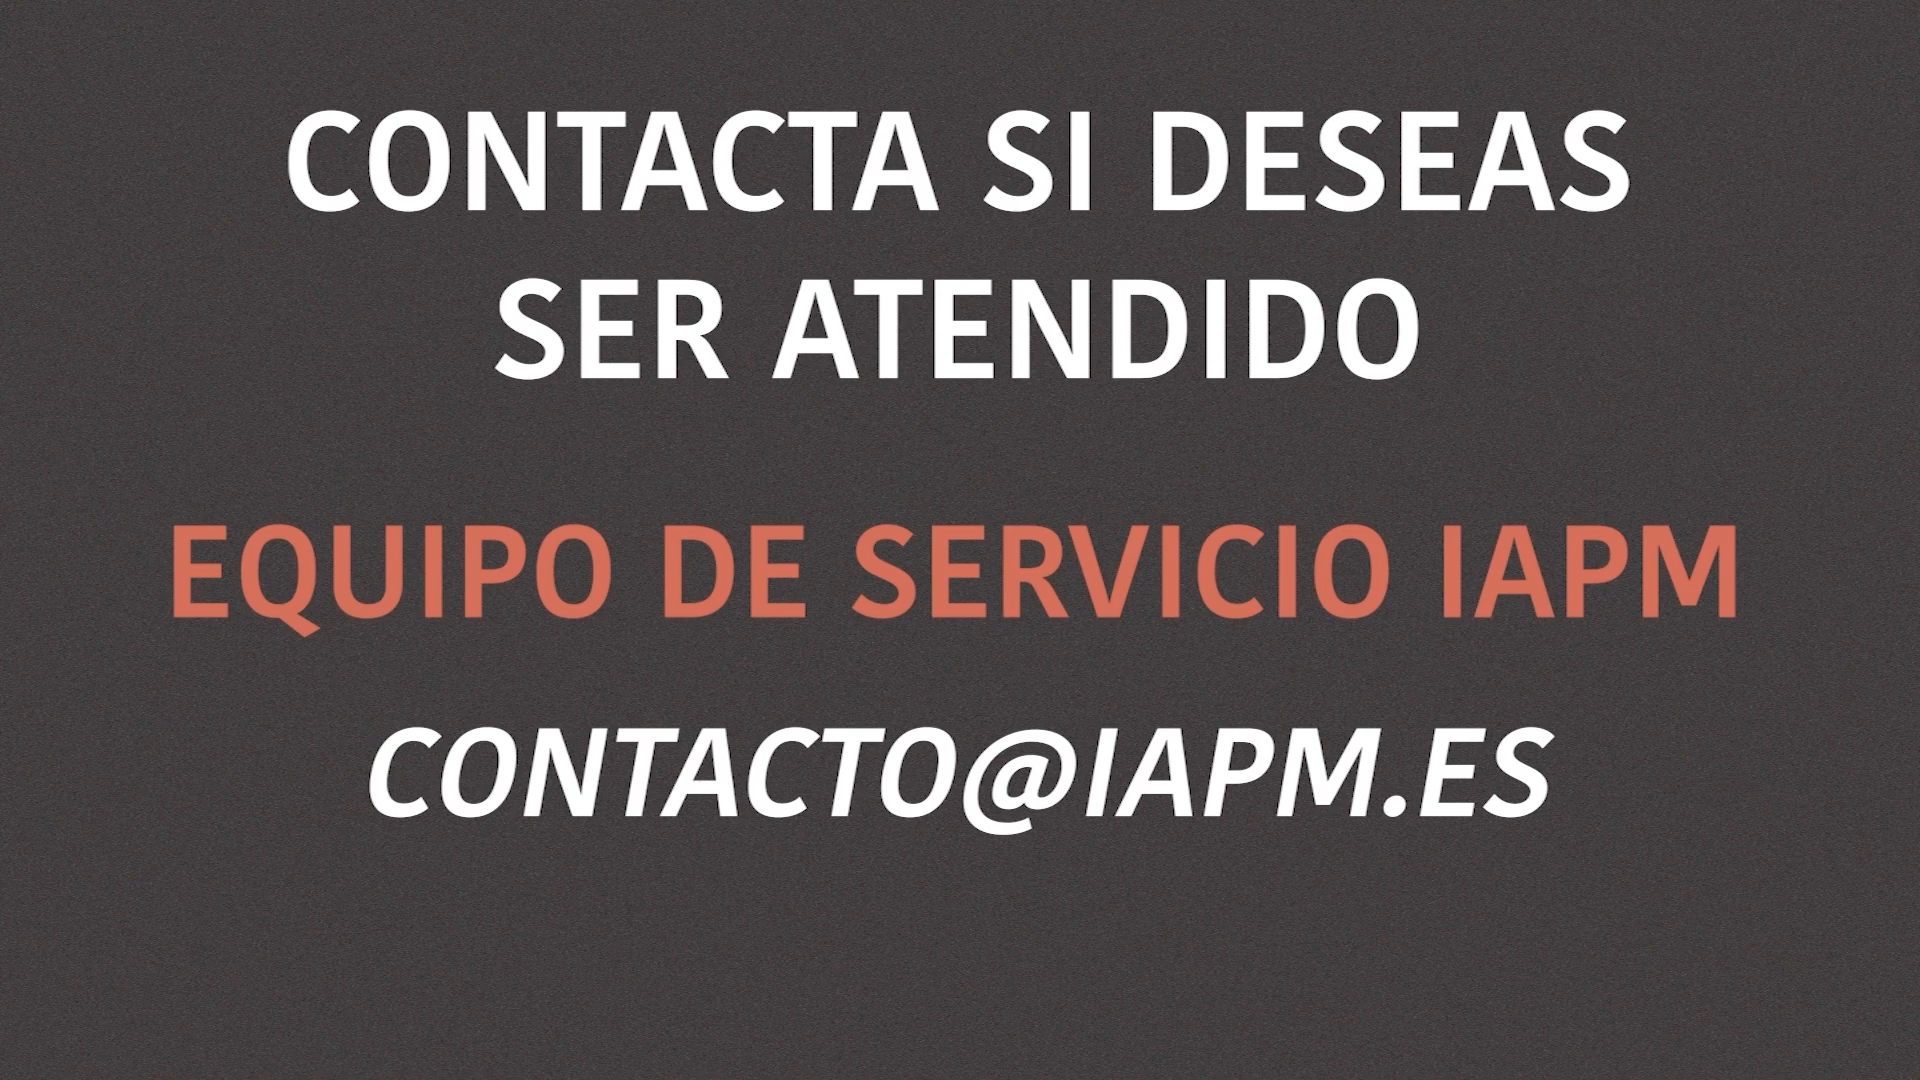 CONTACTA SI DESEAS
SER ATENDIDO
EQUIPO DE SERVICIO IAPM
CONTACTO@IAPM.ES